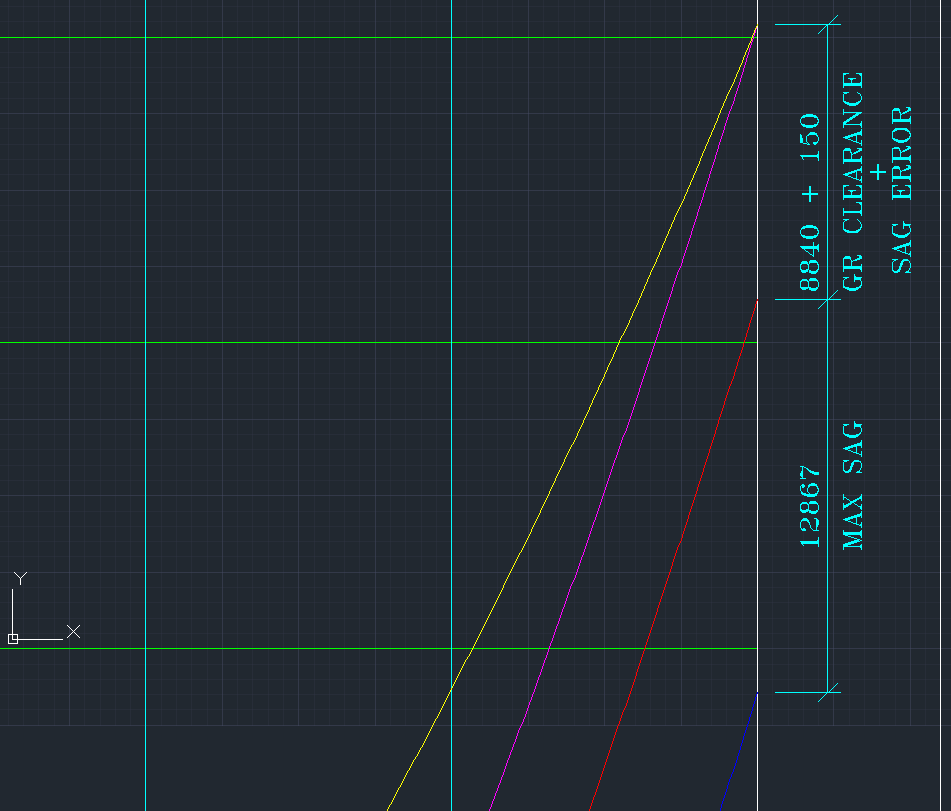 8840 + 150
GR CLEARANCE
+
SAG ERROR
12867
MAX SAG
Y
X